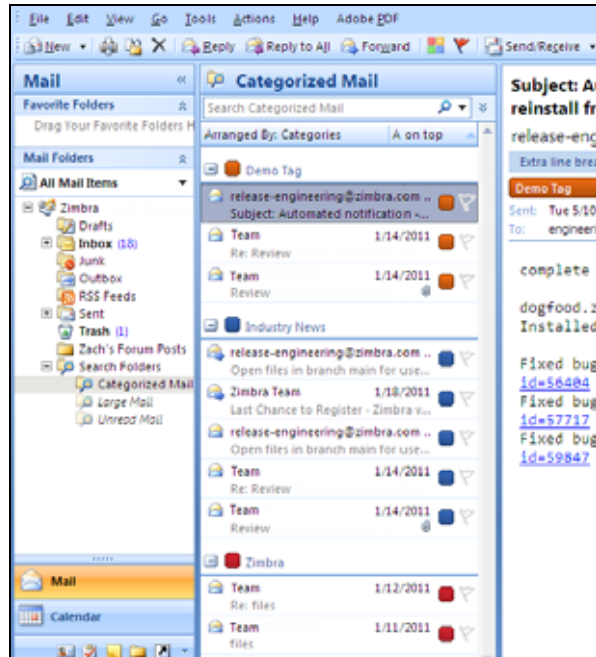 File Edit View Go Tools Actions Help Adobe PDF
New Reply Reply to All Forward Send/Receive
Mail
Favorite Folders
Drag Your Favorite Folders H
Mail Folders
All Mail Items
Zimbra
Drafts
Inbox (18)
Junk
Outbox
RSS Feeds
Sent
Trash (1)
Zach's Forum Posts
Search Folders
Categorized Mail
Large Mail
Unread Mail
Mail
Calendar
Categorized Mail
Search Categorized Mail
Arranged By: Categories A on top
Demo Tag
release-engineering@zimbra.com ..
Subject: Automated notification -...
Team 1/14/2011
Re: Review
Team 1/14/2011
Review
Industry News
release-engineering@zimbra.com ..
Open files in branch main for use...
Zimbra Team 1/18/2011
Last Chance to Register - Zimbra v...
release-engineering@zimbra.com ..
Open files in branch main for use...
Team 1/14/2011
Re: Review
Team 1/14/2011
Review
Zimbra
Team 1/12/2011
Re: files
Team 1/11/2011
files
Subject: Au
reinstall fr
release-eng
Extra line brea
Demo Tag
Sent: Tue 5/10
To: engineeri
complete
dogfood.z
Installed
Fixed bug
id=56404
Fixed bug
id=57717
Fixed bug
id=59847